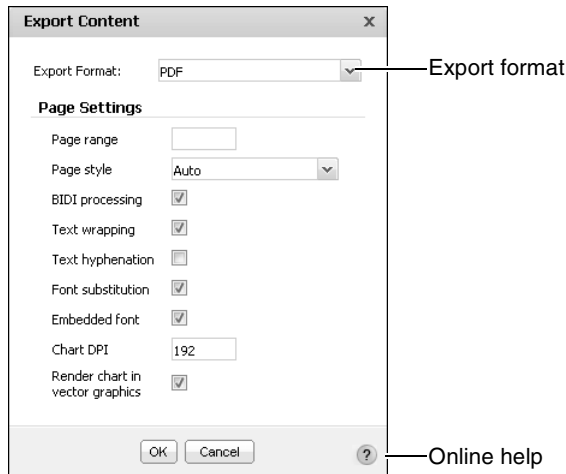 Export Content x
Export Format: PDF
Export format
Page Settings
Page range
Page style Auto
BIDI processing
Text wrapping
Text hyphenation
Font substitution
Embedded font
Chart DPI 192
Render chart in
vector graphics
OK Cancel ?
Online help